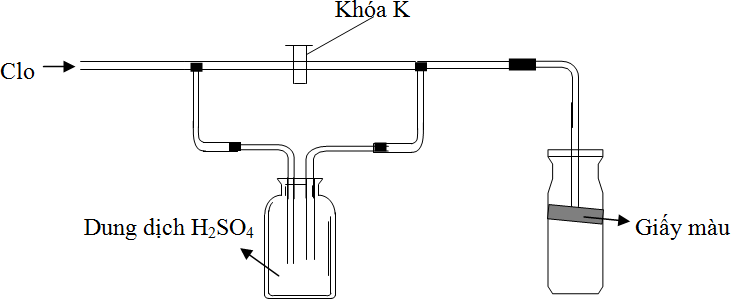 Khóa K
Clo
Dung dịch H₂SO₄
Giấy màu